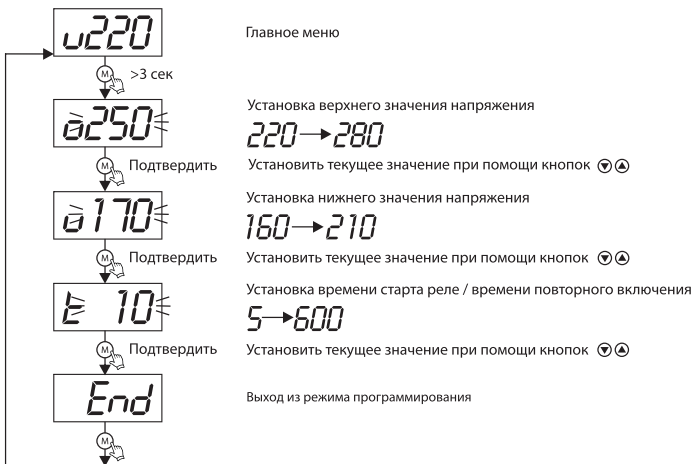 u220
Главное меню
M >3 сек
a250
Установка верхнего значения напряжения
220→280
M Подтвердить
Установить текущее значение при помощи кнопок
a170
Установка нижнего значения напряжения
160→210
M Подтвердить
Установить текущее значение при помощи кнопок
t 10
Установка времени старта реле / времени повторного включения
5→600
M Подтвердить
Установить текущее значение при помощи кнопок
End
Выход из режима программирования
M